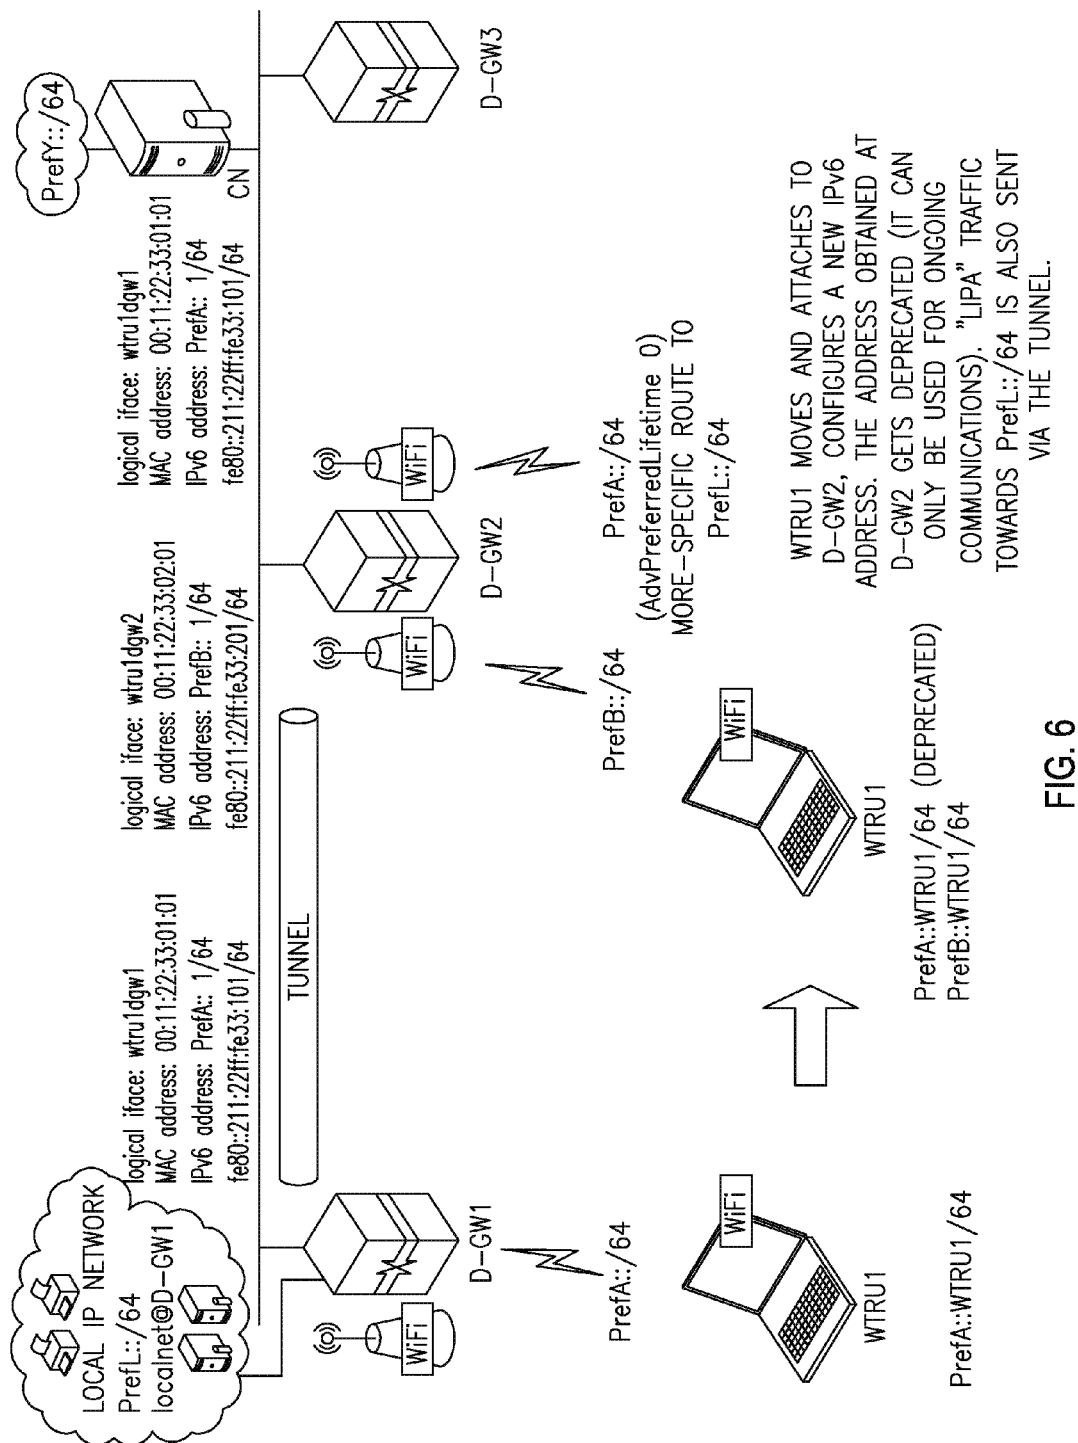 LOCAL IP NETWORK
PrefL::/64
localnet@D-GW1
logical iface: wtru1dgw1
MAC address: 00:11:22:33:01:01
IPv6 address: PrefA:: 1/64
fe80::211:22ff:fe33:101/64
logical iface: wtru1dgw2
MAC address: 00:11:22:33:02:01
IPv6 address: PrefB:: 1/64
fe80::211:22ff:fe33:201/64
logical iface: wtru1dgw1
MAC address: 00:11:22:33:01:01
IPv6 address: PrefA:: 1/64
fe80::211:22ff:fe33:101/64
PrefY::/64
CN
TUNNEL
WiFi
D-GW1
WiFi
D-GW2
WiFi
D-GW3
PrefA::/64
PrefB::/64
PrefA::/64
(AdvPreferredLifetime 0)
MORE-SPECIFIC ROUTE TO
PrefL::/64
WiFi
WTRU1
PrefA::WTRU1/64
WiFi
WTRU1
PrefA::WTRU1/64 (DEPRECATED)
PrefB::WTRU1/64
WTRU1 MOVES AND ATTACHES TO
D-GW2, CONFIGURES A NEW IPv6
ADDRESS. THE ADDRESS OBTAINED AT
D-GW2 GETS DEPRECATED (IT CAN
ONLY BE USED FOR ONGOING
COMMUNICATIONS). "LIPA" TRAFFIC
TOWARDS PrefL::/64 IS ALSO SENT
VIA THE TUNNEL.
FIG. 6